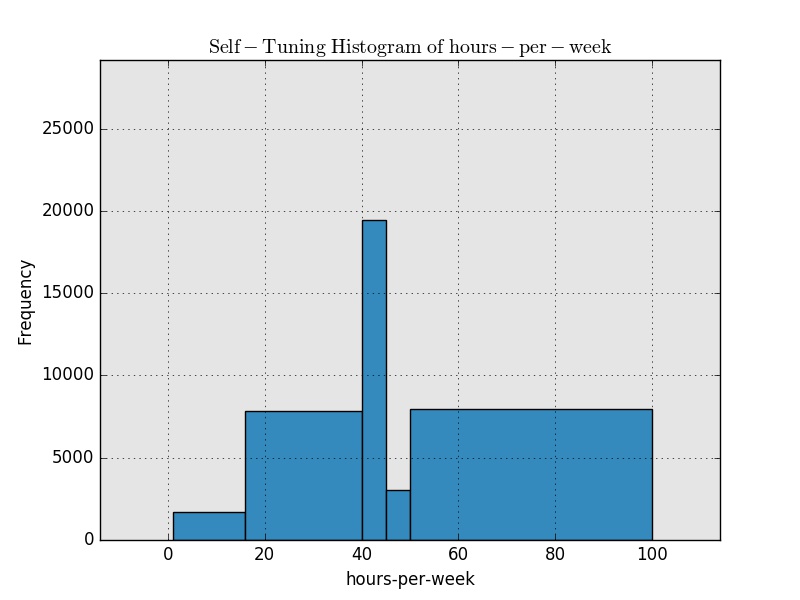 Self − Tuning Histogram of hours − per − week
25000
20000
15000
10000
5000
0
Frequency
0 20 40 60 80 100
hours-per-week